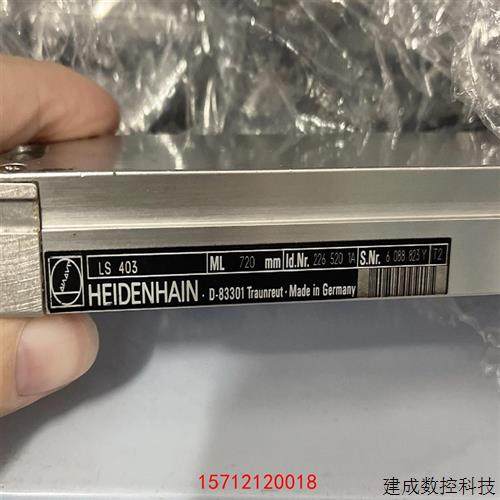 LS 403 ML 720 mm Id.Nr. 226 520 1A S.Nr. 6 088 823 Y T2
HEIDENHAIN · D-83301 Traunreut · Made in Germany
15712120018
建成数控科技